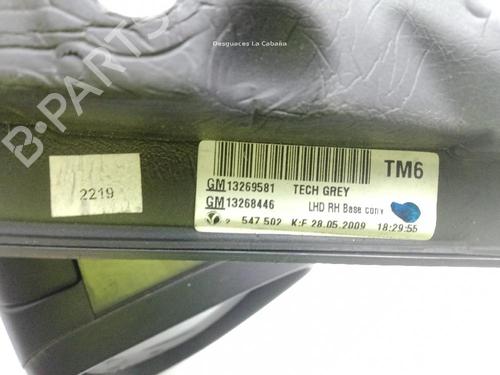 Desguaces La Cabaña
B-PARTS
TM6
GM 13269581 TECH GREY
GM 13268446 LHD RH Base conv
2 547.502 K:F 28.05.2009 18:29:55
2219